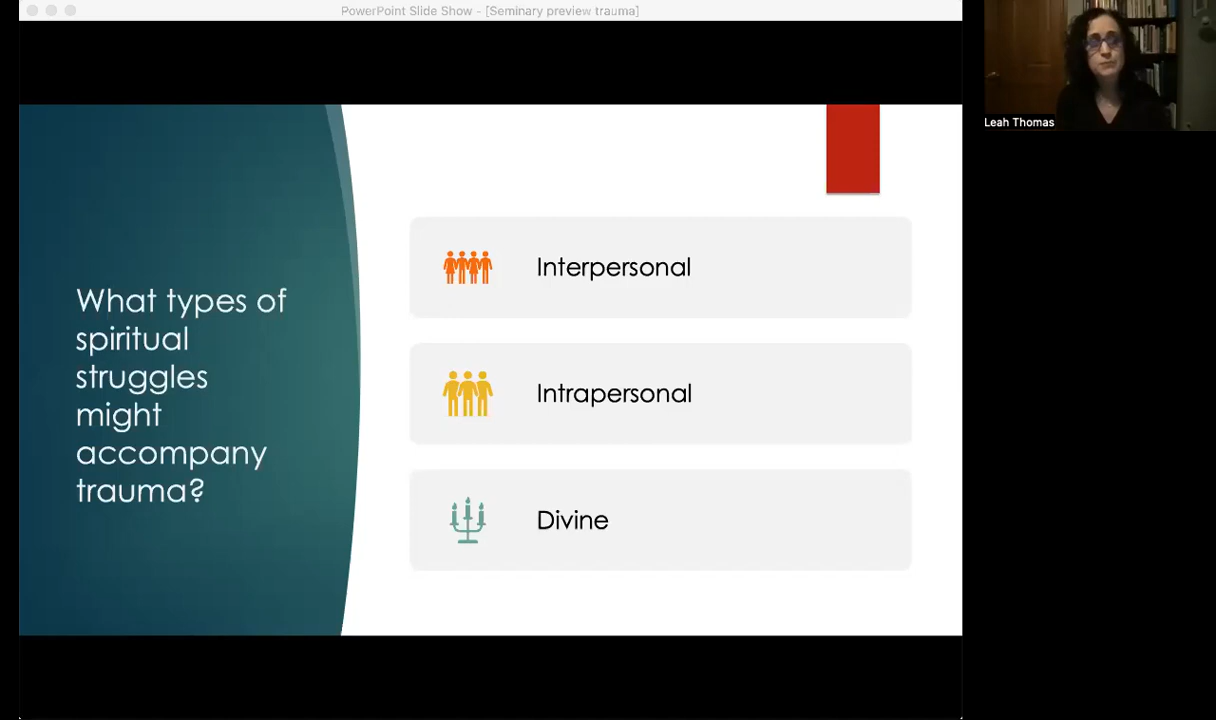 PowerPoint Slide Show - [Seminary preview trauma]
Leah Thomas
What types of
spiritual
struggles
might
accompany
trauma?
Interpersonal
Intrapersonal
Divine